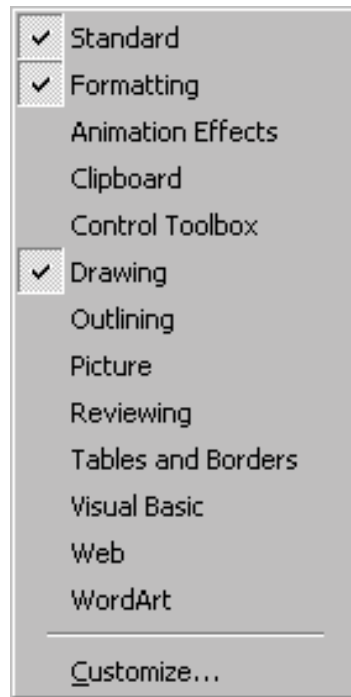 Standard
Formatting
Animation Effects
Clipboard
Control Toolbox
Drawing
Outlining
Picture
Reviewing
Tables and Borders
Visual Basic
Web
WordArt
Customize...